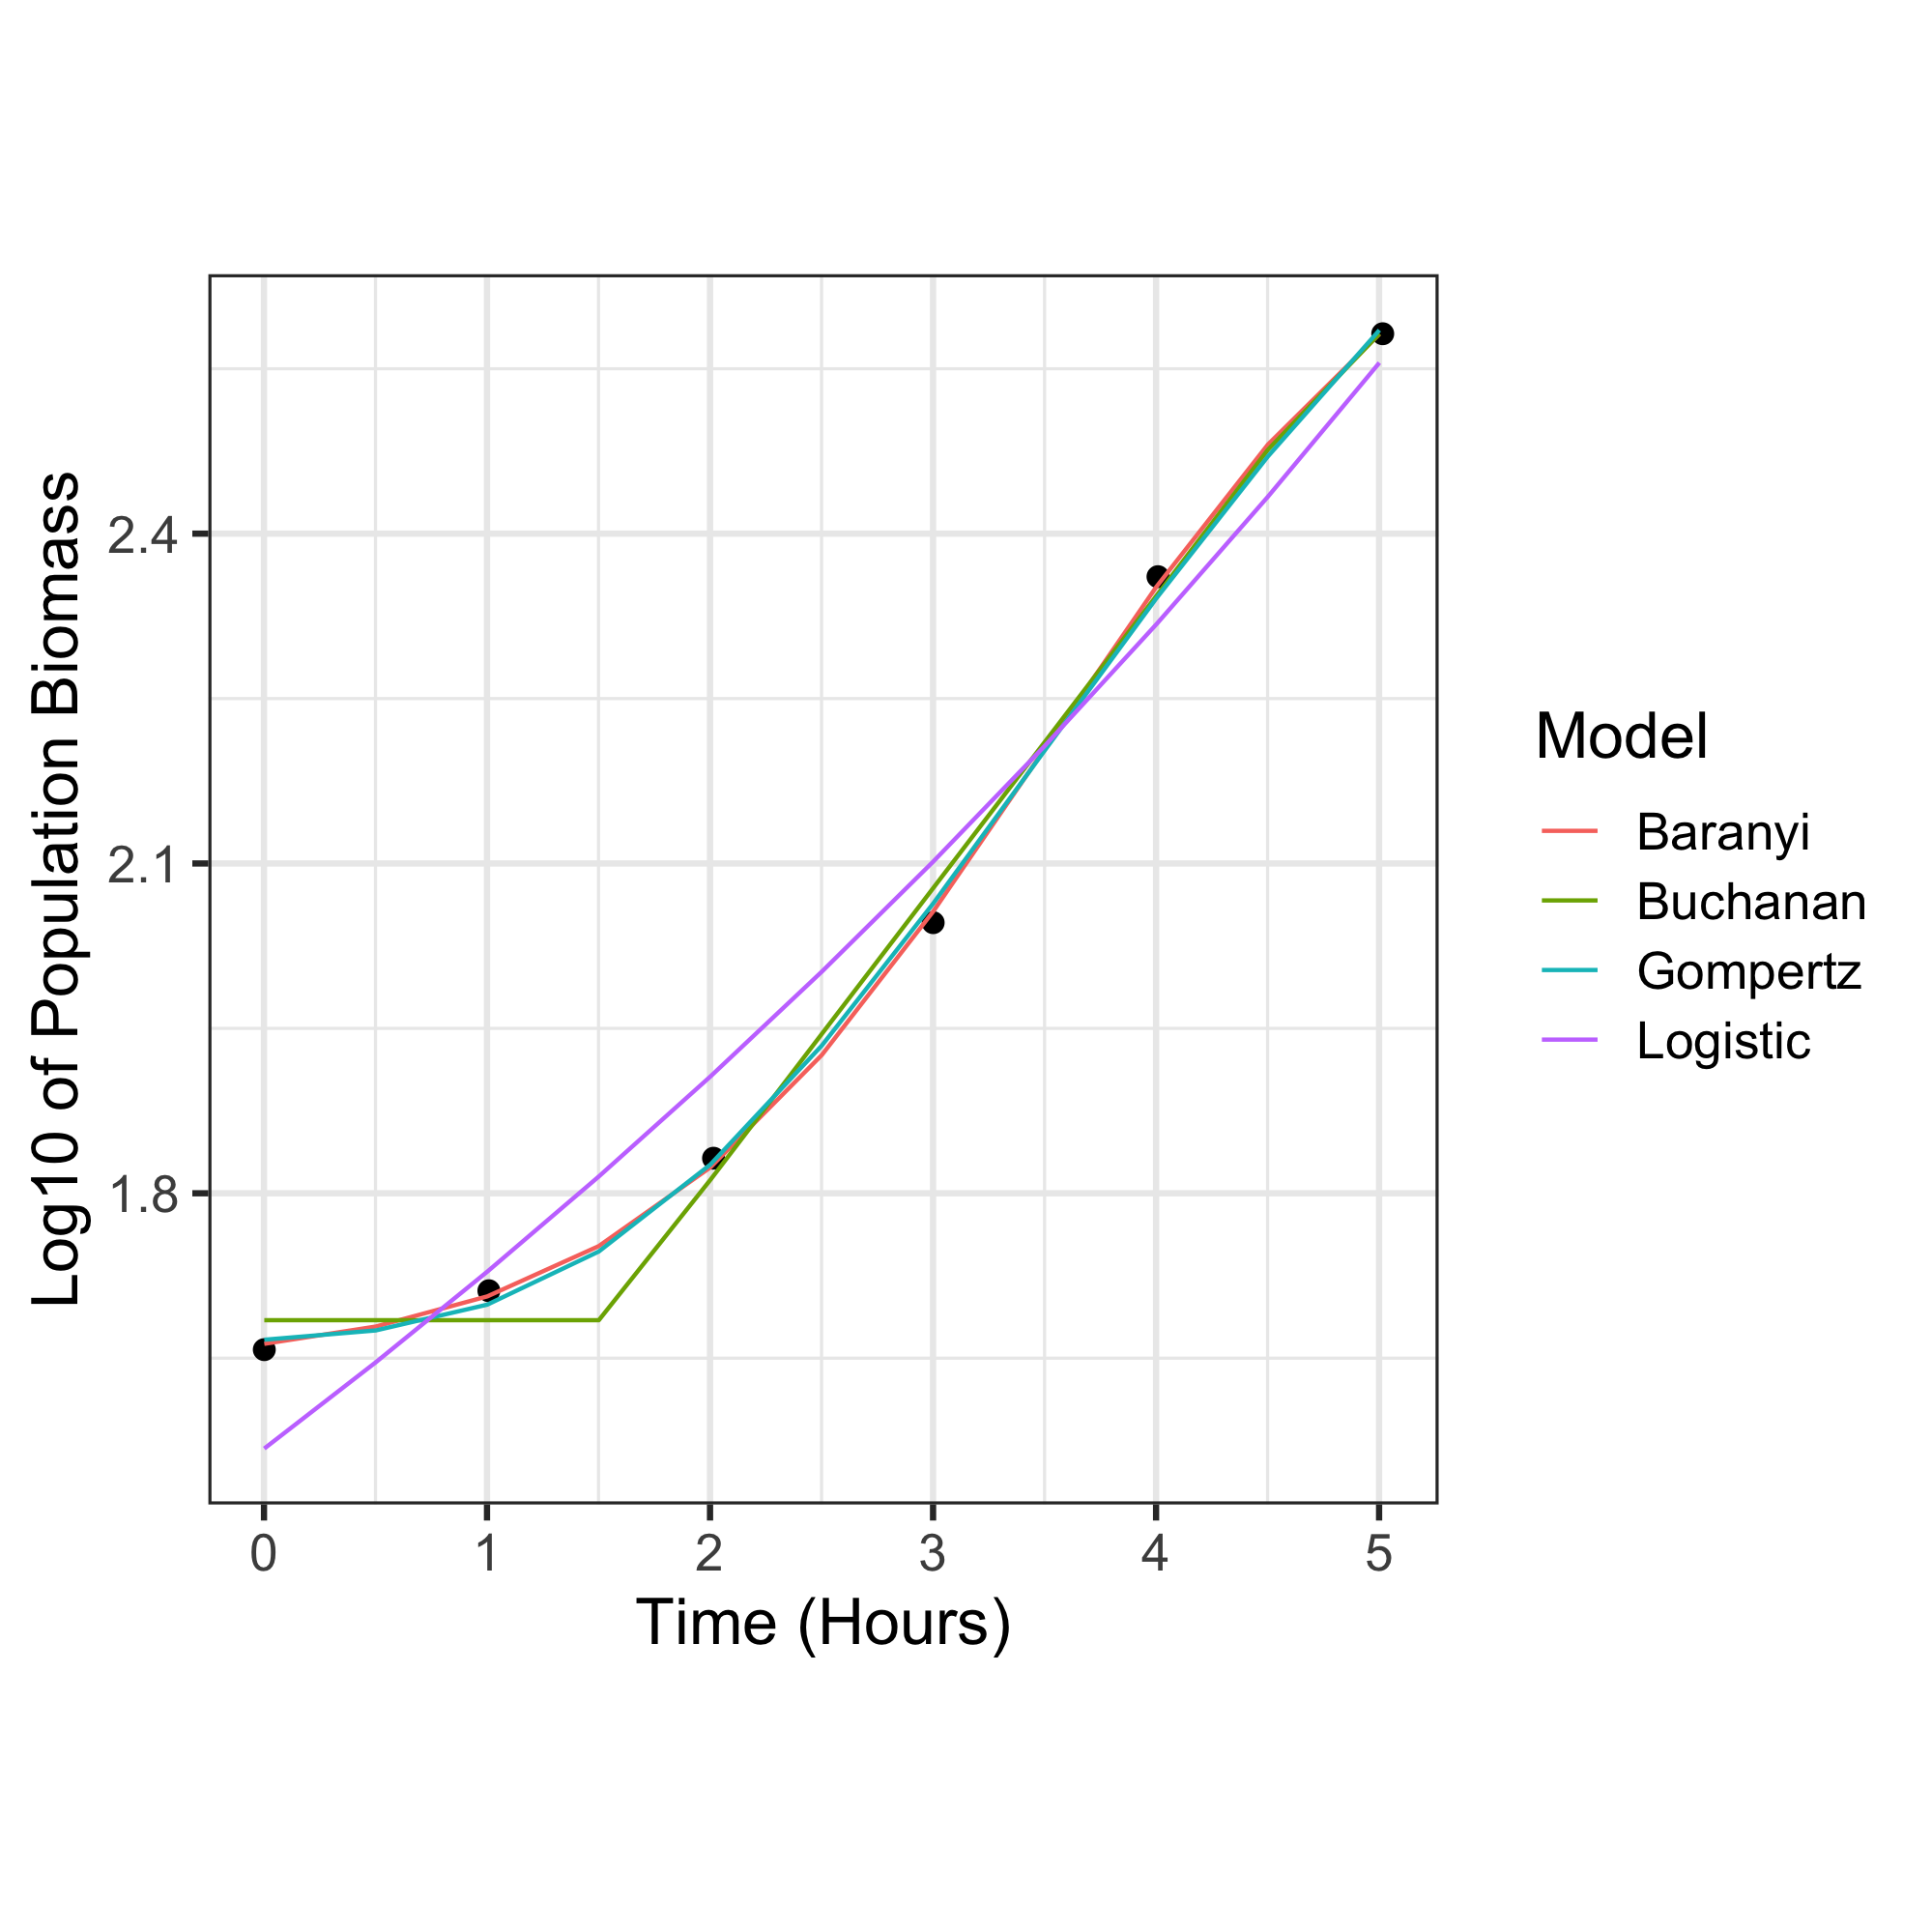 Log10 of Population Biomass
2.4
2.1
1.8
0 1 2 3 4 5
Time (Hours)
Model
Baranyi
Buchanan
Gompertz
Logistic